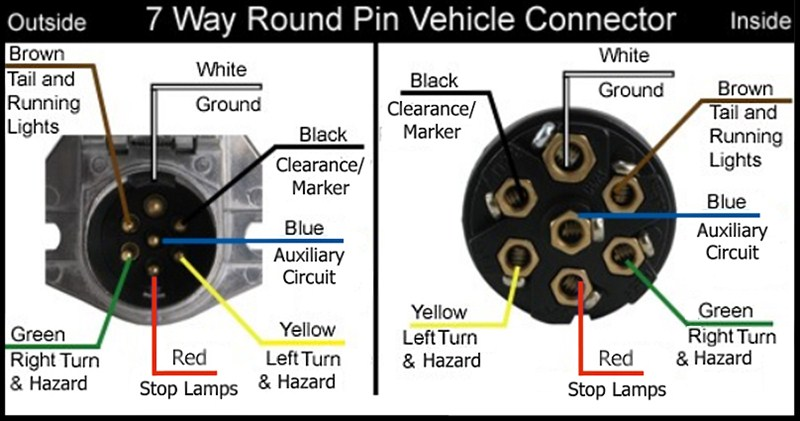 Outside
7 Way Round Pin Vehicle Connector
Inside
Brown
Tail and
Running
Lights
White
Ground
Black
Clearance/
Marker
Blue
Auxiliary
Circuit
Yellow
Left Turn
& Hazard
Red
Stop Lamps
Green
Right Turn
& Hazard
Black
Clearance/
Marker
White
Ground
Brown
Tail and
Running
Lights
Blue
Auxiliary
Circuit
Green
Right Turn
& Hazard
Red
Stop Lamps
Yellow
Left Turn
& Hazard